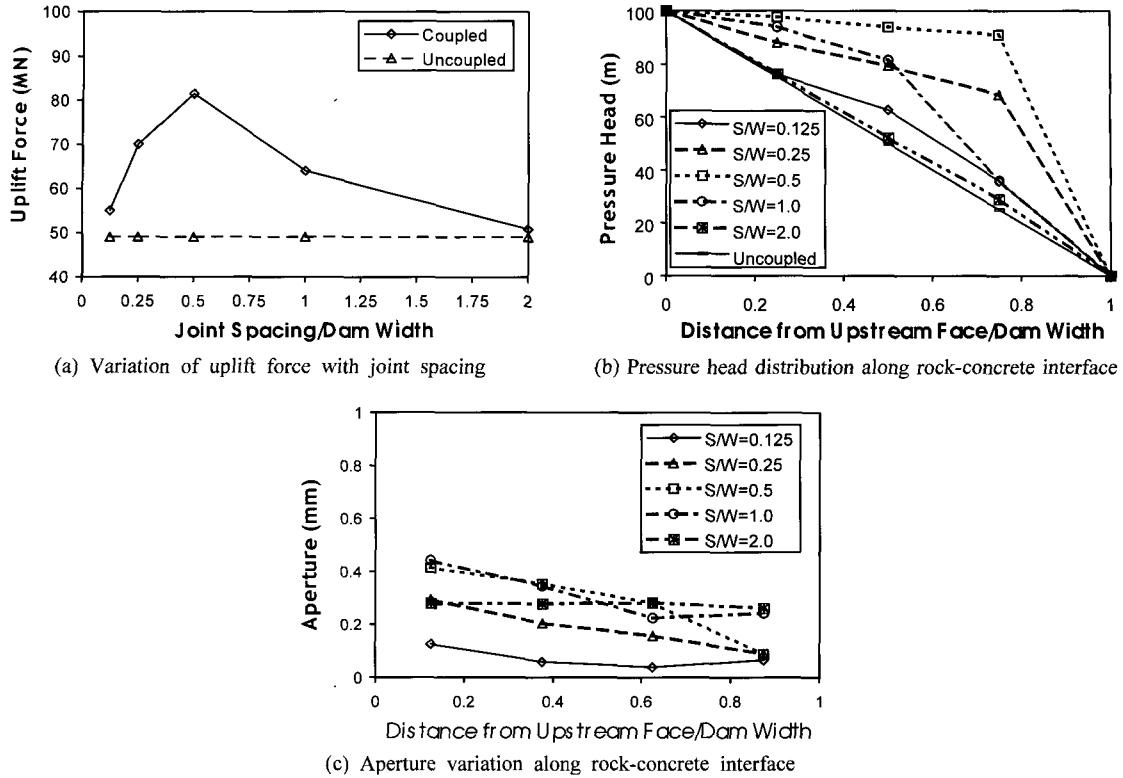 Uplift Force (MN)
100
90
80
70
60
50
40
0
0.25
0.5
0.75
1
1.25
1.5
1.75
2
Coupled
Uncoupled
Joint Spacing/Dam Width
(a) Variation of uplift force with joint spacing
Pressure Head (m)
100
80
60
40
20
0
0
0.2
0.4
0.6
0.8
1
S/W=0.125
S/W=0.25
S/W=0.5
S/W=1.0
S/W=2.0
Uncoupled
Distance from Upstream Face/Dam Width
(b) Pressure head distribution along rock-concrete interface
Aperture (mm)
1
0.8
0.6
0.4
0.2
0
0
0.2
0.4
0.6
0.8
1
S/W=0.125
S/W=0.25
S/W=0.5
S/W=1.0
S/W=2.0
Distance from Upstream Face/Dam Width
(c) Aperture variation along rock-concrete interface